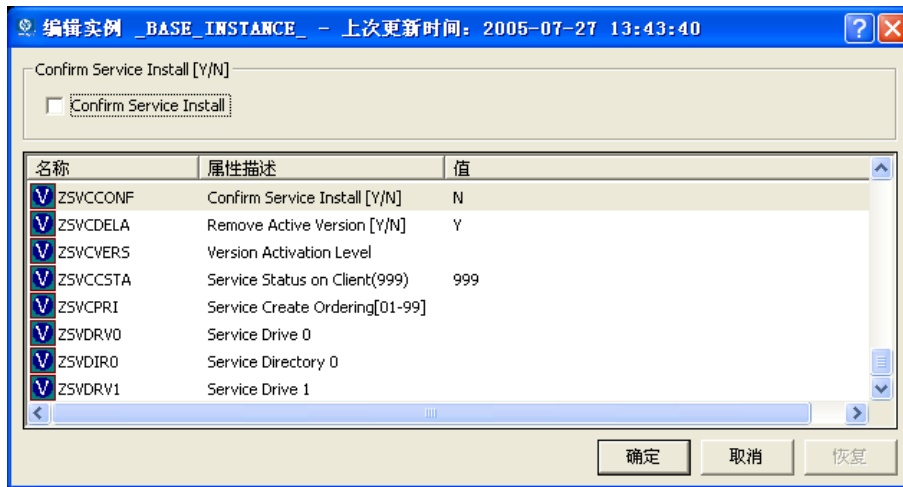 编辑实例 _BASE_INSTANCE_ - 上次更新时间: 2005-07-27 13:43:40
Confirm Service Install [Y/N]
Confirm Service Install
名称 属性描述 值
V ZSVCCONF Confirm Service Install [Y/N] N
V ZSVCDELA Remove Active Version [Y/N] Y
V ZSVCVERS Version Activation Level
V ZSVCCSTA Service Status on Client(999) 999
V ZSVCPRI Service Create Ordering[01-99]
V ZSVDRV0 Service Drive 0
V ZSVDIR0 Service Directory 0
V ZSVDRV1 Service Drive 1
确定 取消 恢复